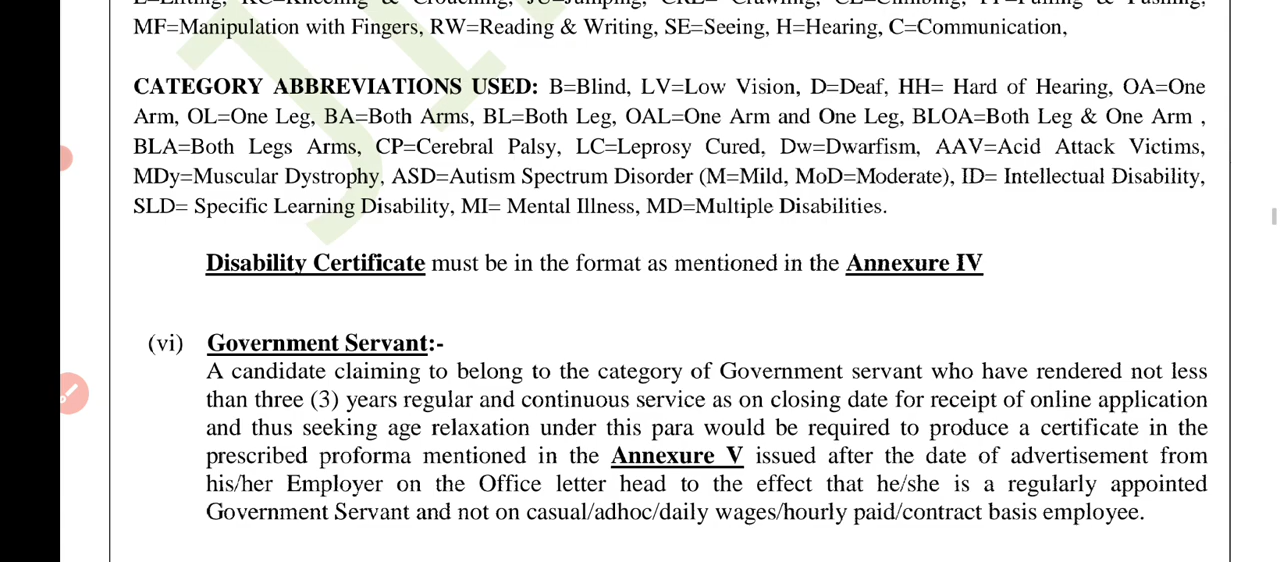 MF=Manipulation with Fingers, RW=Reading & Writing, SE=Seeing, H=Hearing, C=Communication,
CATEGORY ABBREVIATIONS USED: B=Blind, LV=Low Vision, D=Deaf, HH= Hard of Hearing, OA=One
Arm, OL=One Leg, BA=Both Arms, BL=Both Leg, OAL=One Arm and One Leg, BLOA=Both Leg & One Arm ,
BLA=Both Legs Arms, CP=Cerebral Palsy, LC=Leprosy Cured, Dw=Dwarfism, AAV=Acid Attack Victims,
MDy=Muscular Dystrophy, ASD=Autism Spectrum Disorder (M=Mild, MoD=Moderate), ID= Intellectual Disability,
SLD= Specific Learning Disability, MI= Mental Illness, MD=Multiple Disabilities.
Disability Certificate must be in the format as mentioned in the Annexure IV
(vi) Government Servant:-
A candidate claiming to belong to the category of Government servant who have rendered not less
than three (3) years regular and continuous service as on closing date for receipt of online application
and thus seeking age relaxation under this para would be required to produce a certificate in the
prescribed proforma mentioned in the Annexure V issued after the date of advertisement from
his/her Employer on the Office letter head to the effect that he/she is a regularly appointed
Government Servant and not on casual/adhoc/daily wages/hourly paid/contract basis employee.